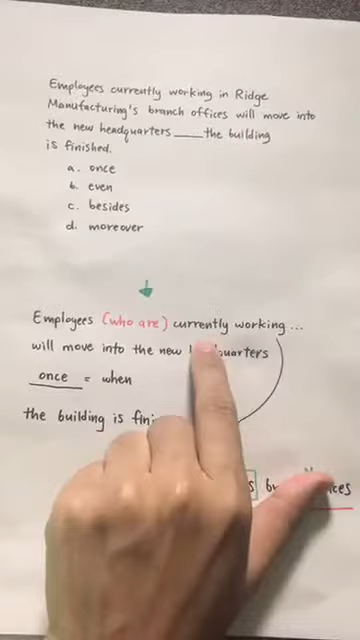 Employees currently working in Ridge
Manufacturing's branch offices will move into
the new headquarters ____ the building
is finished.
a. once
b. even
c. besides
d. moreover
Employees (who are) currently working ...
will move into the new
once = when
the building is